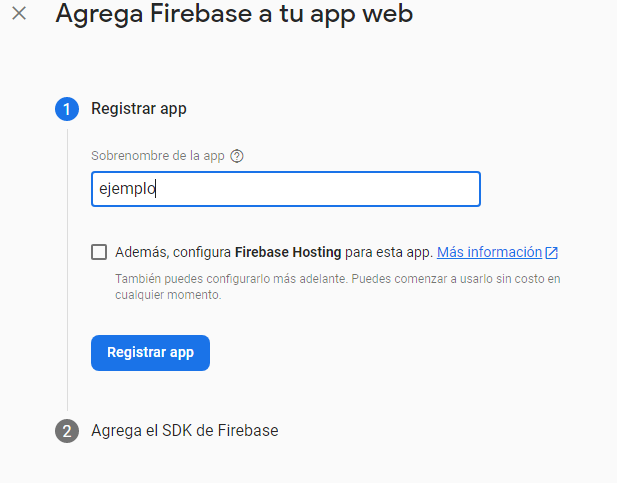 Agrega Firebase a tu app web
1 Registrar app
Sobrenombre de la app ?
ejemplo
Además, configura Firebase Hosting para esta app. Más información
También puedes configurarlo más adelante. Puedes comenzar a usarlo sin costo en
cualquier momento.
Registrar app
2 Agrega el SDK de Firebase